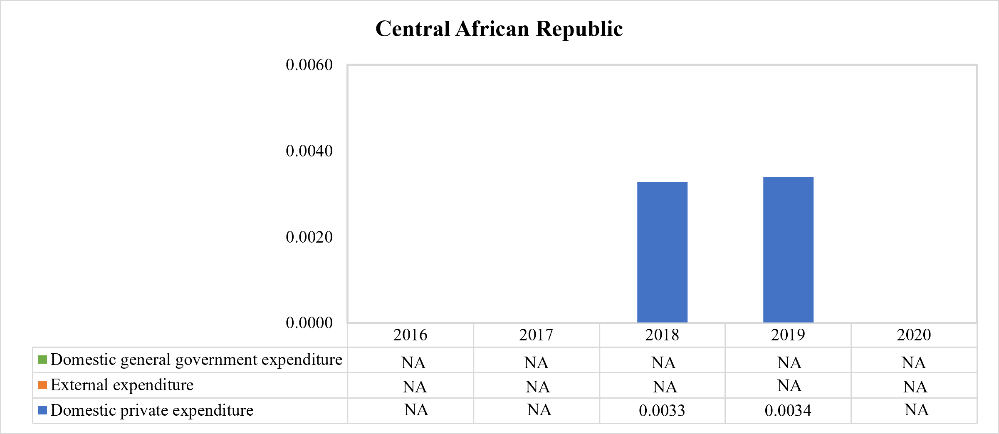 Central African Republic
0.0060
0.0040
0.0020
0.0000
2016 2017 2018 2019 2020
Domestic general government expenditure NA NA NA NA NA
External expenditure NA NA NA NA NA
Domestic private expenditure NA NA 0.0033 0.0034 NA